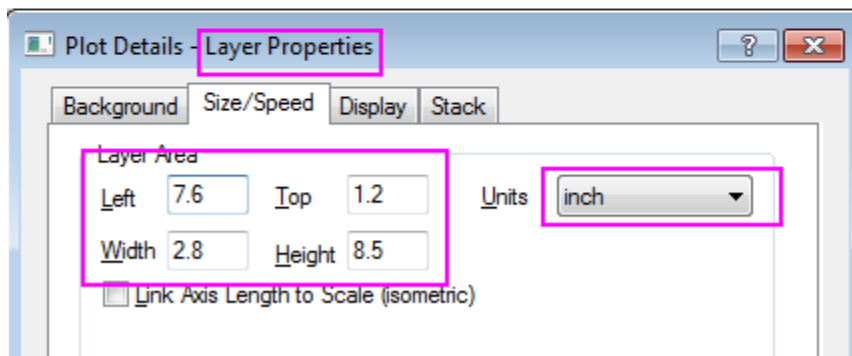 Plot Details - Layer Properties
?
Background Size/Speed Display Stack
Layer Area
Left 7.6 Top 1.2 Units inch
Width 2.8 Height 8.5
Link Axis Length to Scale (isometric)